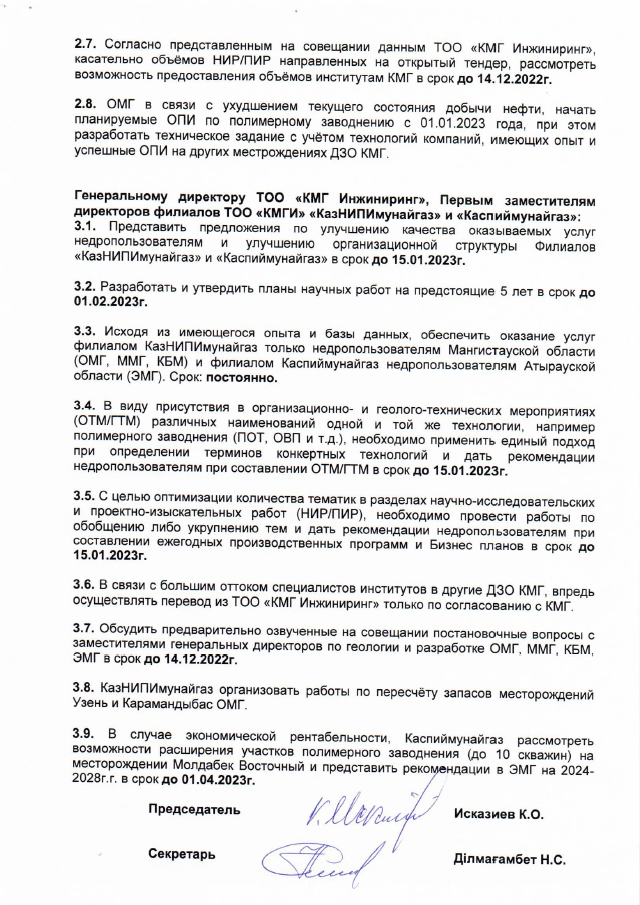 2.7. Согласно представленным на совещании данным ТОО «КМГ Инжиниринг»,
касательно объёмов НИР/ПИР направленных на открытый тендер, рассмотреть
возможность предоставления объёмов институтам КМГ в срок до 14.12.2022г.
2.8. ОМГ в связи с ухудшением текущего состояния добычи нефти, начать
планируемые ОПИ по полимерному заводнению с 01.01.2023 года, при этом
разработать техническое задание с учётом технологий компаний, имеющих опыт и
успешные ОПИ на других местрождениях ДЗО КМГ.
Генеральному директору ТОО «КМГ Инжиниринг», Первым заместителям
директоров филиалов ТОО «КМГИ» «КазНИПИмунайгаз» и «Каспиймунайгаз»:
3.1. Представить предложения по улучшению качества оказываемых услуг
недропользователям и улучшению организационной структуры Филиалов
«КазНИПИмунайгаз» и «Каспиймунайгаз» в срок до 15.01.2023г.
3.2. Разработать и утвердить планы научных работ на предстоящие 5 лет в срок до
01.02.2023г.
3.3. Исходя из имеющегося опыта и базы данных, обеспечить оказание услуг
филиалом КазНИПИмунайгаз только недропользователям Мангистауской области
(ОМГ, ММГ, КБМ) и филиалом Каспиймунайгаз недропользователям Атырауской
области (ЭМГ). Срок: постоянно.
3.4. В виду присутствия в организационно- и геолого-технических мероприятиях
(ОТМ/ГТМ) различных наименований одной и той же технологии, например
полимерного заводнения (ПОТ, ОВП и т.д.), необходимо применить единый подход
при определении терминов конкертных технологий и дать рекомендации
недропользователям при составлении ОТМ/ГТМ в срок до 15.01.2023г.
3.5. С целью оптимизации количества тематик в разделах научно-исследовательских
и проектно-изыскательных работ (НИР/ПИР), необходимо провести работы по
обобщению либо укрупнению тем и дать рекомендации недропользователям при
составлении ежегодных производственных программ и Бизнес планов в срок до
15.01.2023г.
3.6. В связи с большим оттоком специалистов институтов в другие ДЗО КМГ, впредь
осуществлять перевод из ТОО «КМГ Инжиниринг» только по согласованию с КМГ.
3.7. Обсудить предварительно озвученные на совещании постановочные вопросы с
заместителями генеральных директоров по геологии и разработке ОМГ, ММГ, КБМ,
ЭМГ в срок до 14.12.2022г.
3.8. КазНИПИмунайгаз организовать работы по пересчёту запасов месторождений
Узень и Карамандыбас ОМГ.
3.9. В случае экономической рентабельности, Каспиймунайгаз рассмотреть
возможности расширения участков полимерного заводнения (до 10 скважин) на
месторождении Молдабек Восточный и представить рекомендации в ЭМГ на 2024-
2028г.г. в срок до 01.04.2023г.
Председатель Исказиев К.О.
Секретарь Ділмағамбет Н.С.